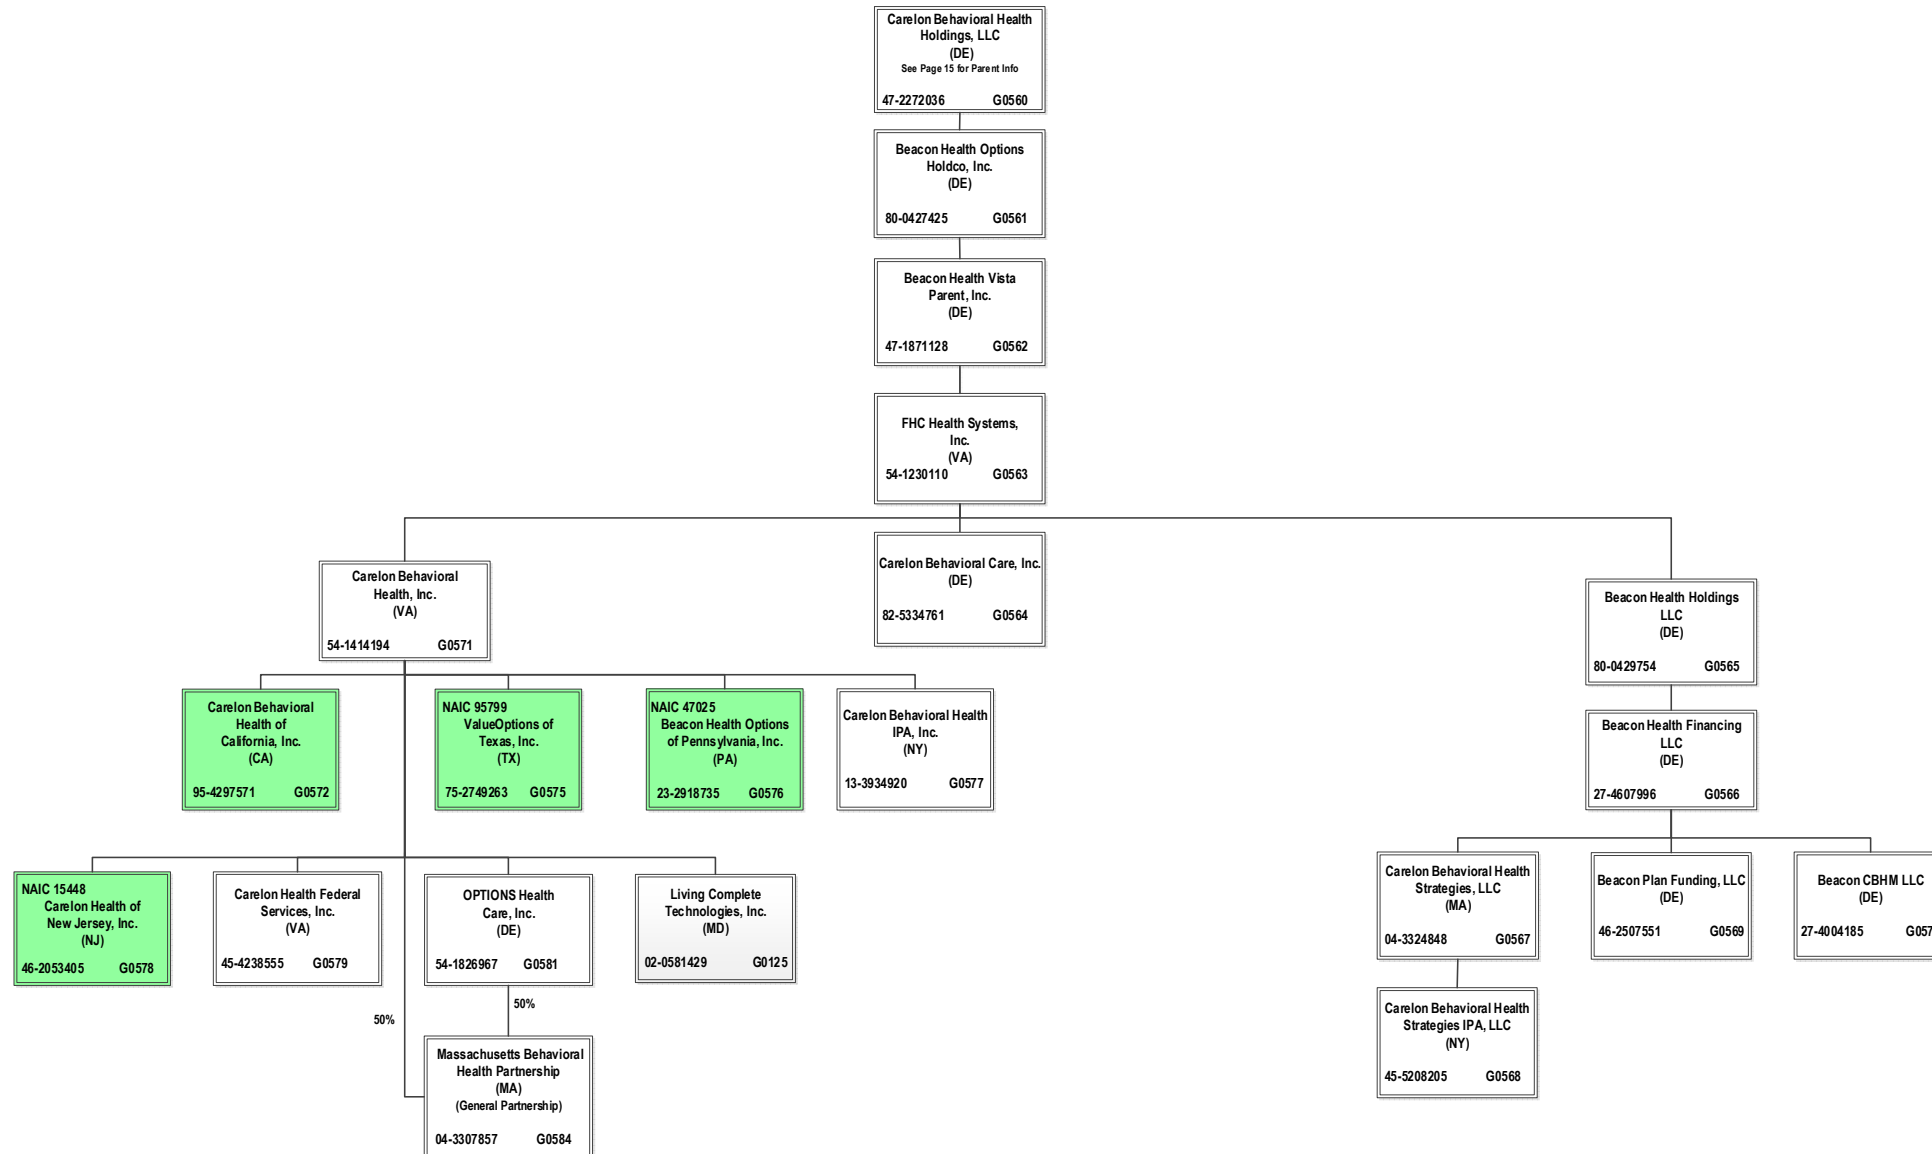 Carelon Behavioral Health
Holdings, LLC
(DE)
See Page 15 for Parent Info
47-2272036 G0560
Beacon Health Options
Holdco, Inc.
(DE)
80-0427425 G0561
Beacon Health Vista
Parent, Inc.
(DE)
47-1871128 G0562
FHC Health Systems,
Inc.
(VA)
54-1230110 G0563
Carelon Behavioral
Health, Inc.
(VA)
54-1414194 G0571
Carelon Behavioral Care, Inc.
(DE)
82-5334761 G0564
Beacon Health Holdings
LLC
(DE)
80-0429754 G0565
Carelon Behavioral
Health of
California, Inc.
(CA)
95-4297571 G0572
NAIC 95799
ValueOptions of
Texas, Inc.
(TX)
75-2749263 G0575
NAIC 47025
Beacon Health Options
of Pennsylvania, Inc.
(PA)
23-2918735 G0576
Carelon Behavioral Health
IPA, Inc.
(NY)
13-3934920 G0577
Beacon Health Financing
LLC
(DE)
27-4607996 G0566
NAIC 15448
Carelon Health of
New Jersey, Inc.
(NJ)
46-2053405 G0578
Carelon Health Federal
Services, Inc.
(VA)
45-4238555 G0579
OPTIONS Health
Care, Inc.
(DE)
54-1826967 G0581
Living Complete
Technologies, Inc.
(MD)
02-0581429 G0125
Carelon Behavioral Health
Strategies, LLC
(MA)
04-3324848 G0567
Beacon Plan Funding, LLC
(DE)
46-2507551 G0569
Beacon CBHM LLC
(DE)
27-4004185 G057
50%
50%
Massachusetts Behavioral
Health Partnership
(MA)
(General Partnership)
04-3307857 G0584
Carelon Behavioral Health
Strategies IPA, LLC
(NY)
45-5208205 G0568